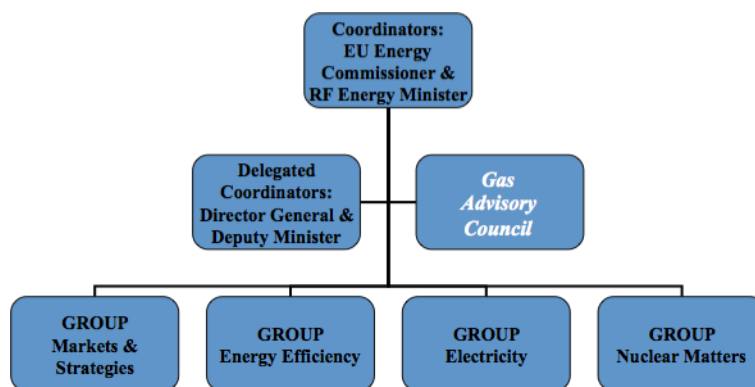 Coordinators:
EU Energy
Commissioner &
RF Energy Minister
Delegated
Coordinators:
Director General &
Deputy Minister
Gas
Advisory
Council
GROUP
Markets &
Strategies
GROUP
Energy Efficiency
GROUP
Electricity
GROUP
Nuclear Matters